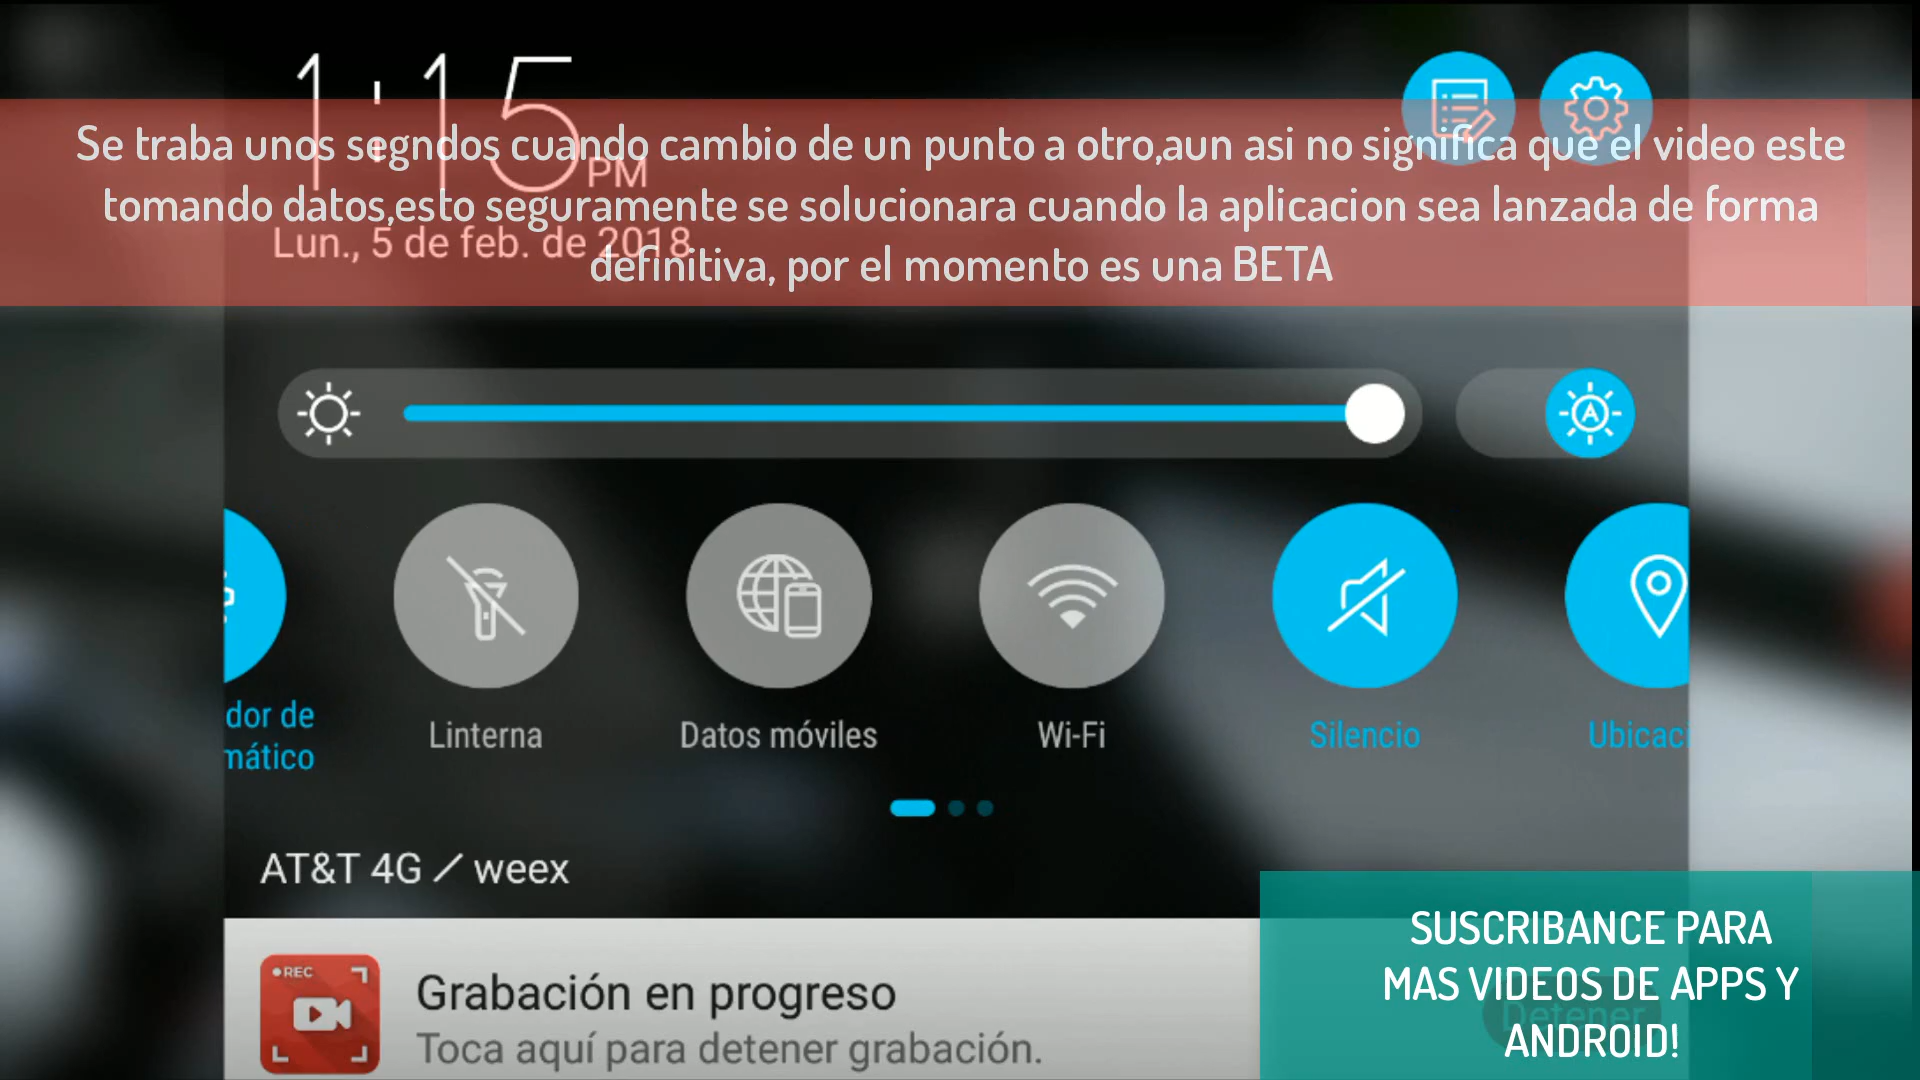 1:15 PM
Se traba unos segndos cuando cambio de un punto a otro,aun asi no significa que el video este
tomando datos,esto seguramente se solucionara cuando la aplicacion sea lanzada de forma
Lun., 5 de feb. de 2018
definitiva, por el momento es una BETA
dor de
mático
Linterna
Datos móviles
Wi-Fi
Silencio
Ubicaci
AT&T 4G / weex
REC
Grabación en progreso
Toca aquí para detener grabación.
Detener
SUSCRIBANCE PARA
MAS VIDEOS DE APPS Y
ANDROID!